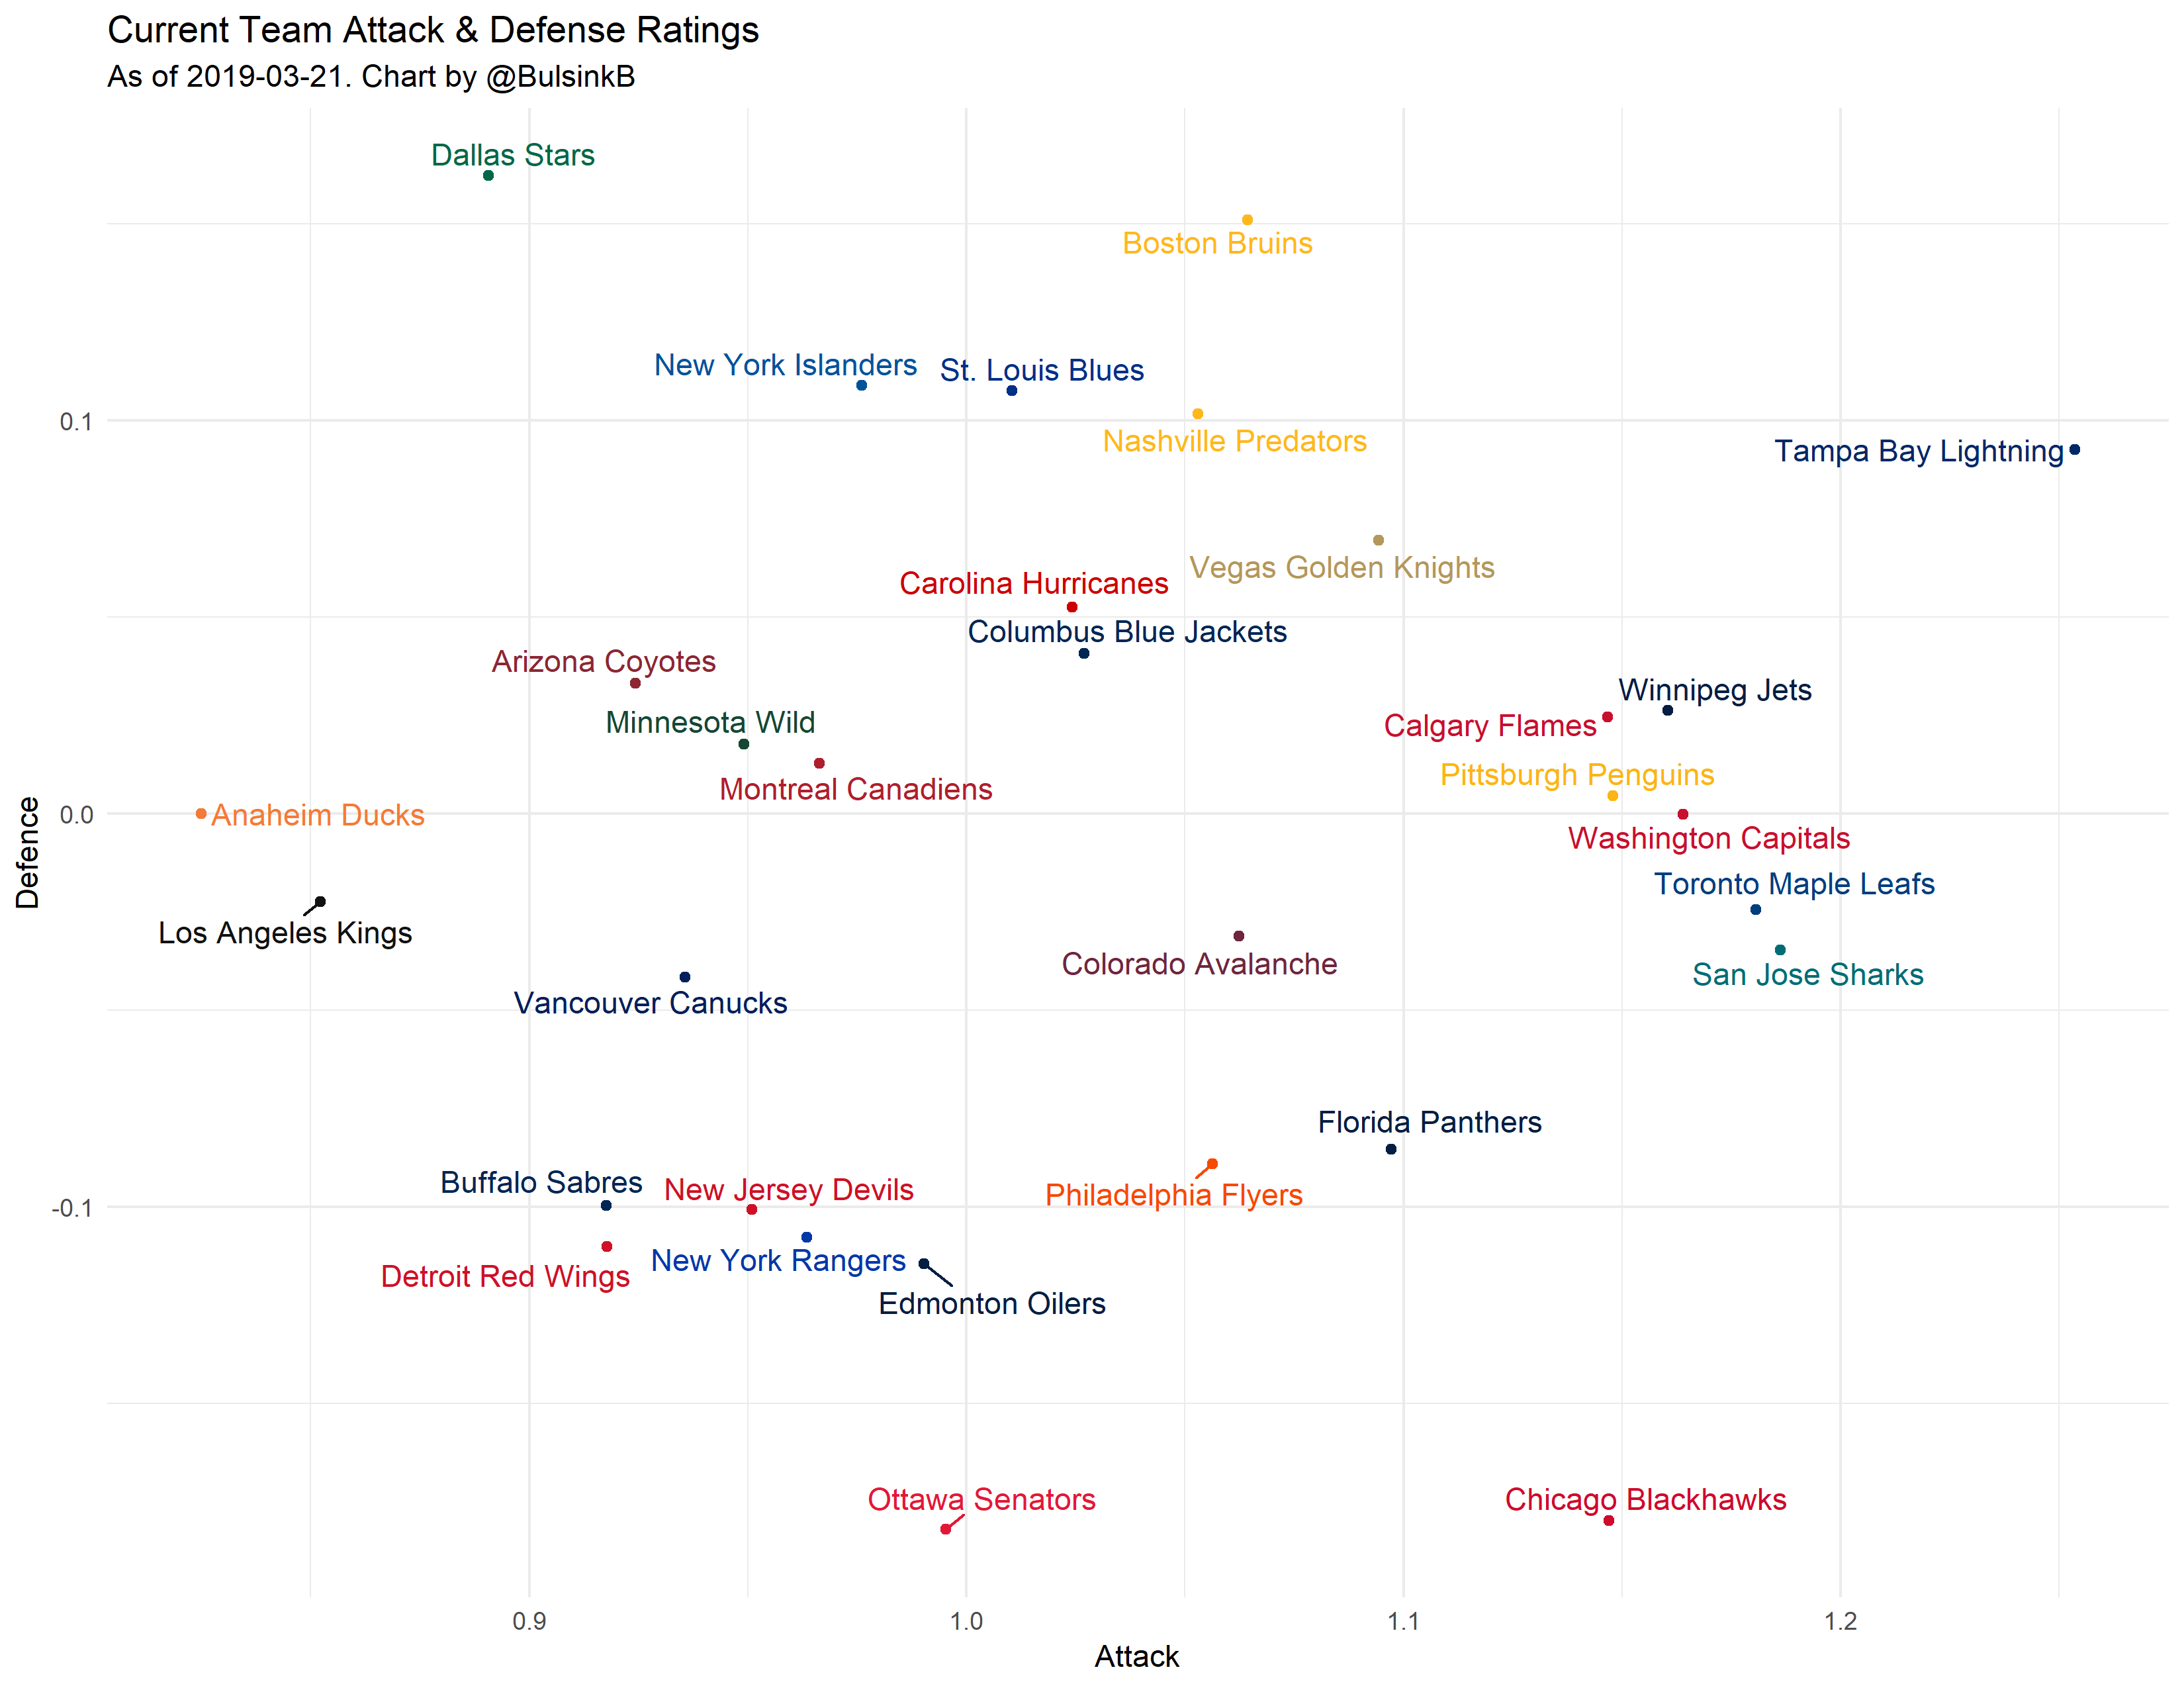 Current Team Attack & Defense Ratings
As of 2019-03-21. Chart by @BulsinkB
Dallas Stars
Boston Bruins
New York Islanders
St. Louis Blues
0.1
Nashville Predators
Tampa Bay Lightning
Vegas Golden Knights
Carolina Hurricanes
Columbus Blue Jackets
Arizona Coyotes
Winnipeg Jets
Minnesota Wild
Calgary Flames
Pittsburgh Penguins
Montreal Canadiens
0.0
Anaheim Ducks
Washington Capitals
Defence
Toronto Maple Leafs
Los Angeles Kings
Colorado Avalanche
San Jose Sharks
Vancouver Canucks
Florida Panthers
Buffalo Sabres
New Jersey Devils
Philadelphia Flyers
-0.1
New York Rangers
Detroit Red Wings
Edmonton Oilers
Ottawa Senators
Chicago Blackhawks
0.9
1.0
1.1
1.2
Attack